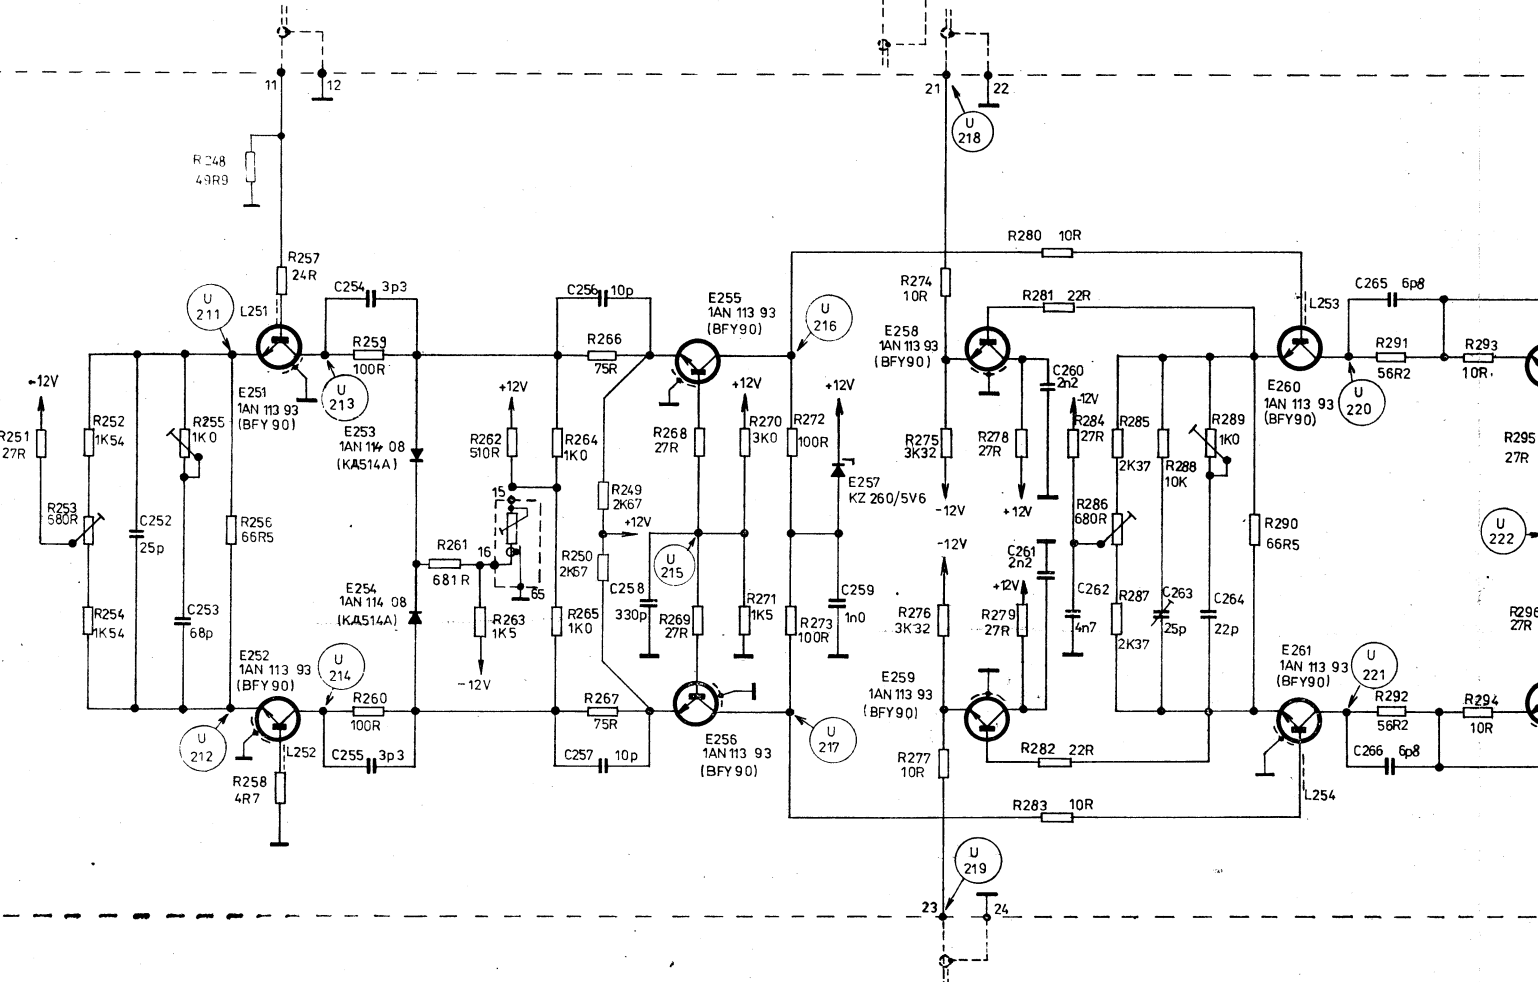 11
12
21
22
U
218
R 248
49R9
R257
24R
C254
3p3
L251
U
211
R259
100R
E251
1AN 113 93
(BFY 90)
U
213
-12V
R251
27R
R252
1K54
R255
1K0
R253
680R
C252
25p
R256
66R5
R254
1K54
C253
68p
E253
1AN 114 08
(KA514A)
E254
1AN 114 08
(KA514A)
R261
681R
+12V
R262
510R
15
16
65
R263
1K5
-12V
E252
1AN 113 93
(BFY90)
U
214
U
212
L252
R258
4R7
R260
100R
C255
3p3
C256
10p
R266
75R
R264
1K0
R265
1K0
R249
2K67
+12V
R250
2K67
R267
75R
C257
10p
E255
1AN 113 93
(BFY90)
U
216
R268
27R
+12V
R270
3K0
R272
100R
+12V
E257
KZ 260/5V6
U
215
C258
330p
R269
27R
R271
1K5
R273
100R
C259
1n0
E256
1AN 113 93
(BFY90)
U
217
R280
10R
R274
10R
R281
22R
E258
1AN 113 93
(BFY90)
C260
2n2
R275
3K32
-12V
R278
27R
+12V
-12V
R284
27R
R285
2K37
R288
10K
R289
1K0
R286
680R
-12V
C261
2n2
+12V
R276
3K32
R279
27R
C262
4n7
R287
2K37
C263
25p
C264
22p
R290
66R5
E259
1AN 113 93
(BFY90)
R277
10R
R282
22R
R283
10R
L253
E260
1AN 113 93
(BFY90)
C265
6p8
R291
56R2
R293
10R
U
220
R295
27R
U
222
R296
27R
E261
1AN 113 93
(BFY90)
U
221
R292
56R2
R294
10R
C266
6p8
L254
U
219
23
24